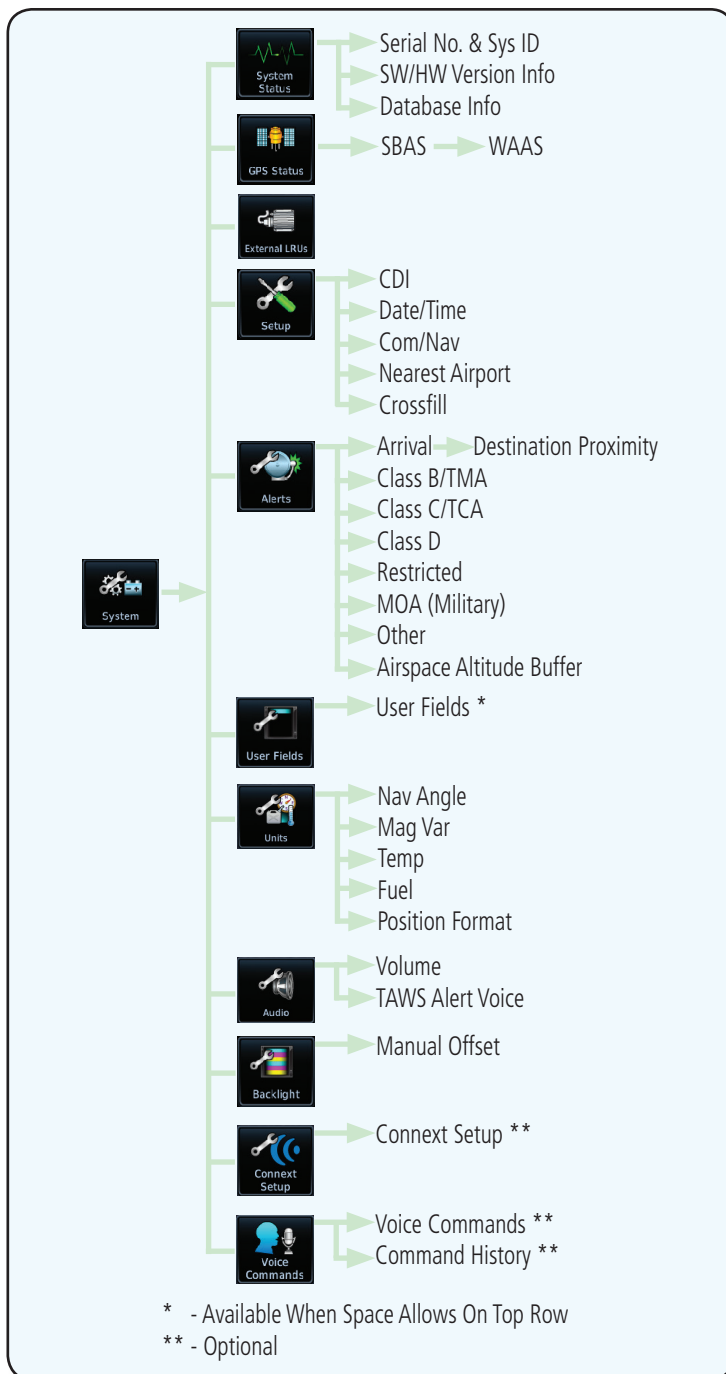 System
System
Status
Serial No. & Sys ID
SW/HW Version Info
Database Info
GPS Status
SBAS
WAAS
External LRUs
Setup
CDI
Date/Time
Com/Nav
Nearest Airport
Crossfill
Alerts
Arrival
Destination Proximity
Class B/TMA
Class C/TCA
Class D
Restricted
MOA (Military)
Other
Airspace Altitude Buffer
User Fields
User Fields *
Units
Nav Angle
Mag Var
Temp
Fuel
Position Format
Audio
Volume
TAWS Alert Voice
Backlight
Manual Offset
Connext
Setup
Connext Setup **
Voice
Commands
Voice Commands **
Command History **
* - Available When Space Allows On Top Row
** - Optional